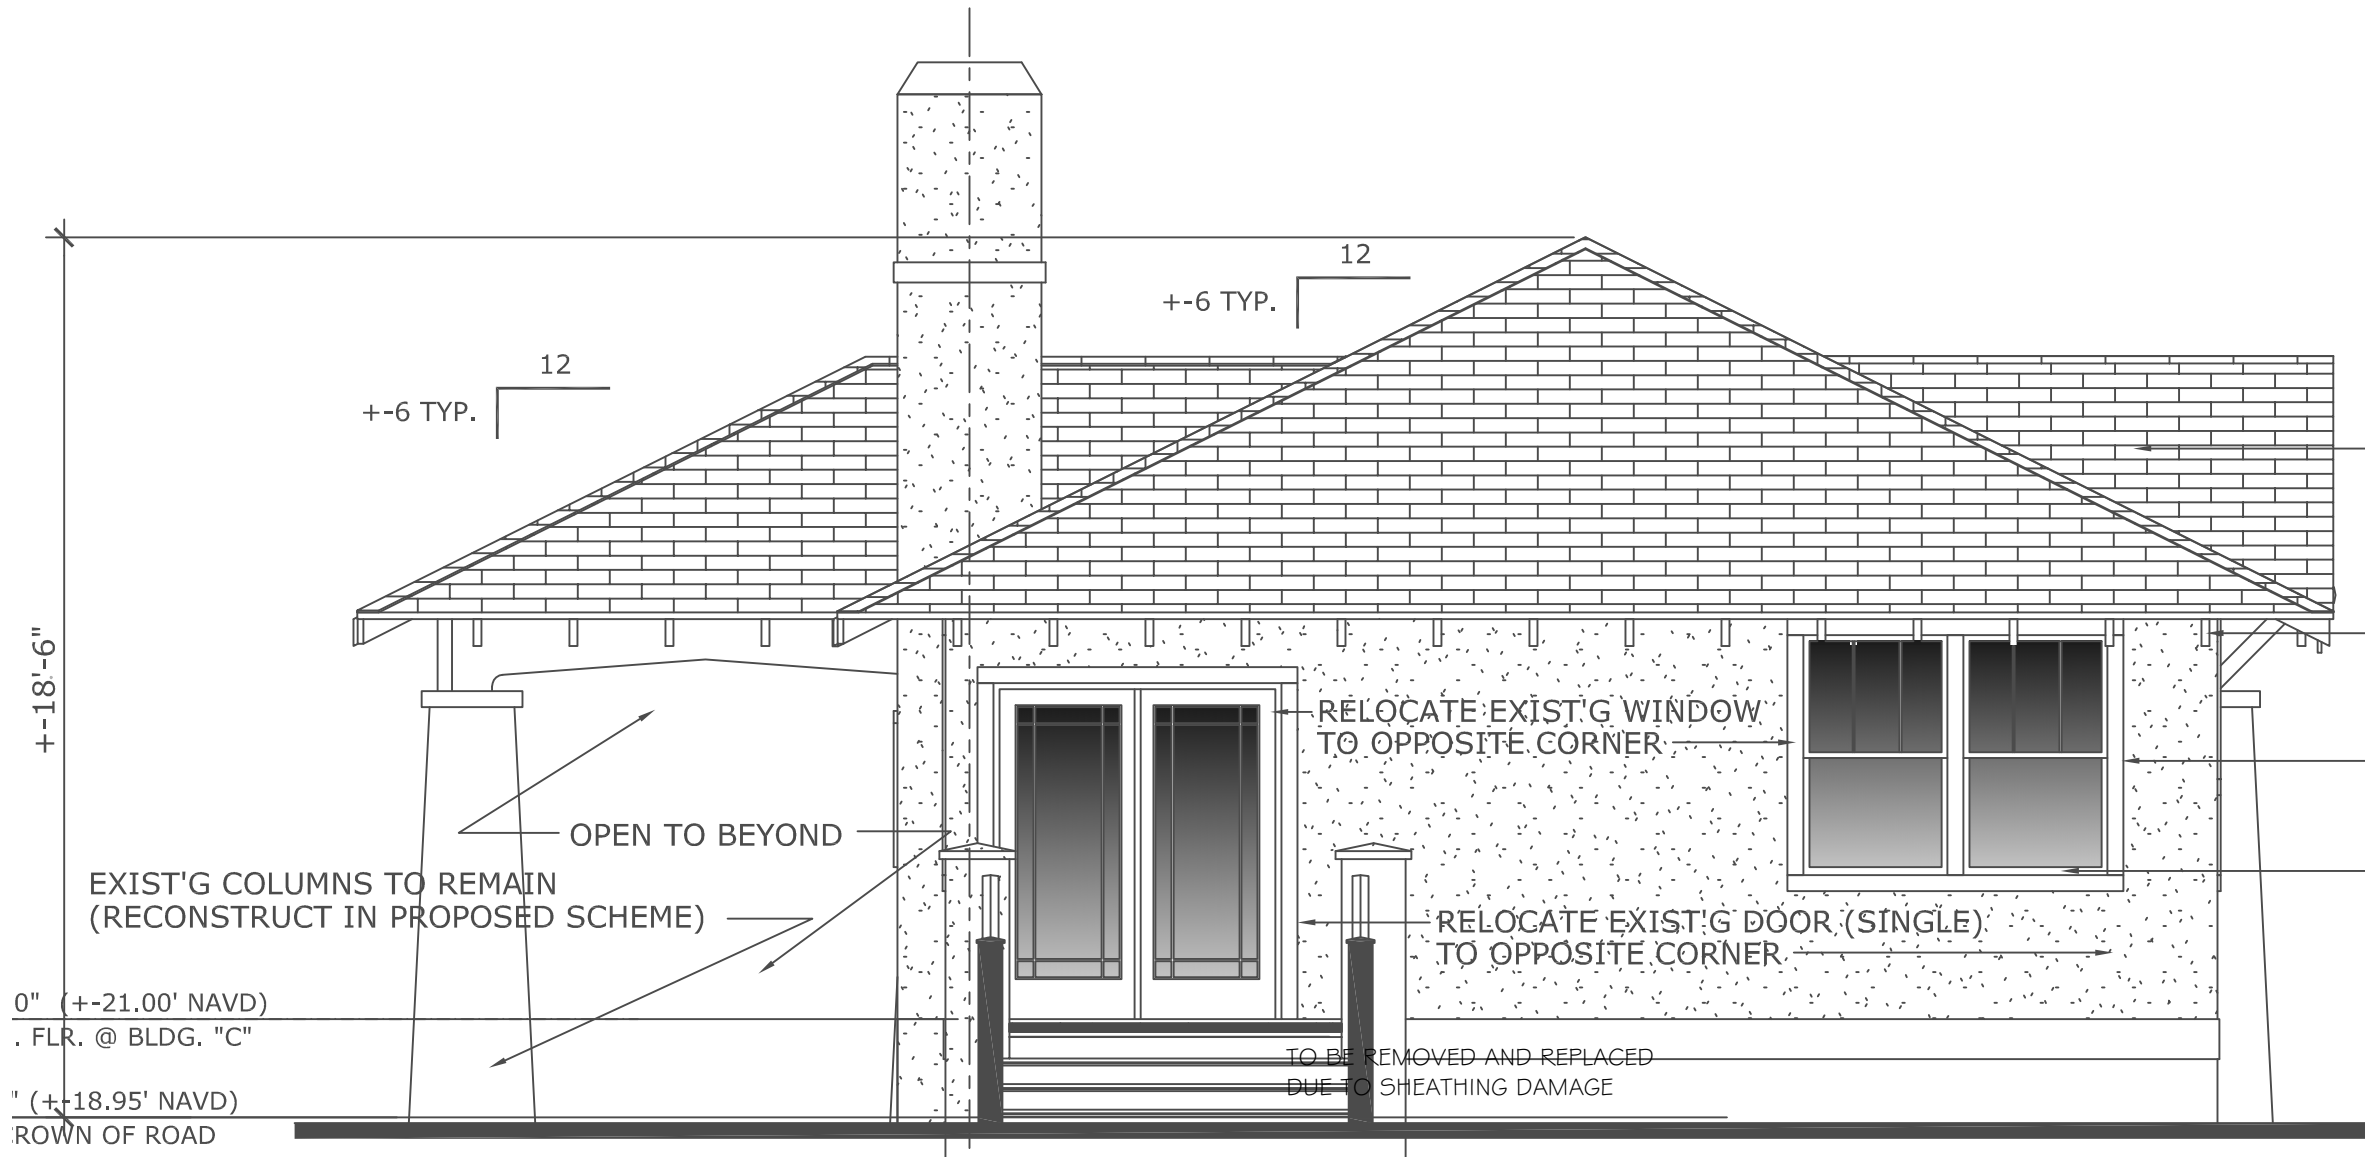 12
+-6 TYP.
12
+-6 TYP.
+-18'-6"
RELOCATE EXIST'G WINDOW
TO OPPOSITE CORNER
OPEN TO BEYOND
EXIST'G COLUMNS TO REMAIN
(RECONSTRUCT IN PROPOSED SCHEME)
RELOCATE EXIST'G DOOR (SINGLE)
TO OPPOSITE CORNER
0" (+-21.00' NAVD)
. FLR. @ BLDG. "C"
TO BE REMOVED AND REPLACED
DUE TO SHEATHING DAMAGE
" (+-18.95' NAVD)
ROWN OF ROAD